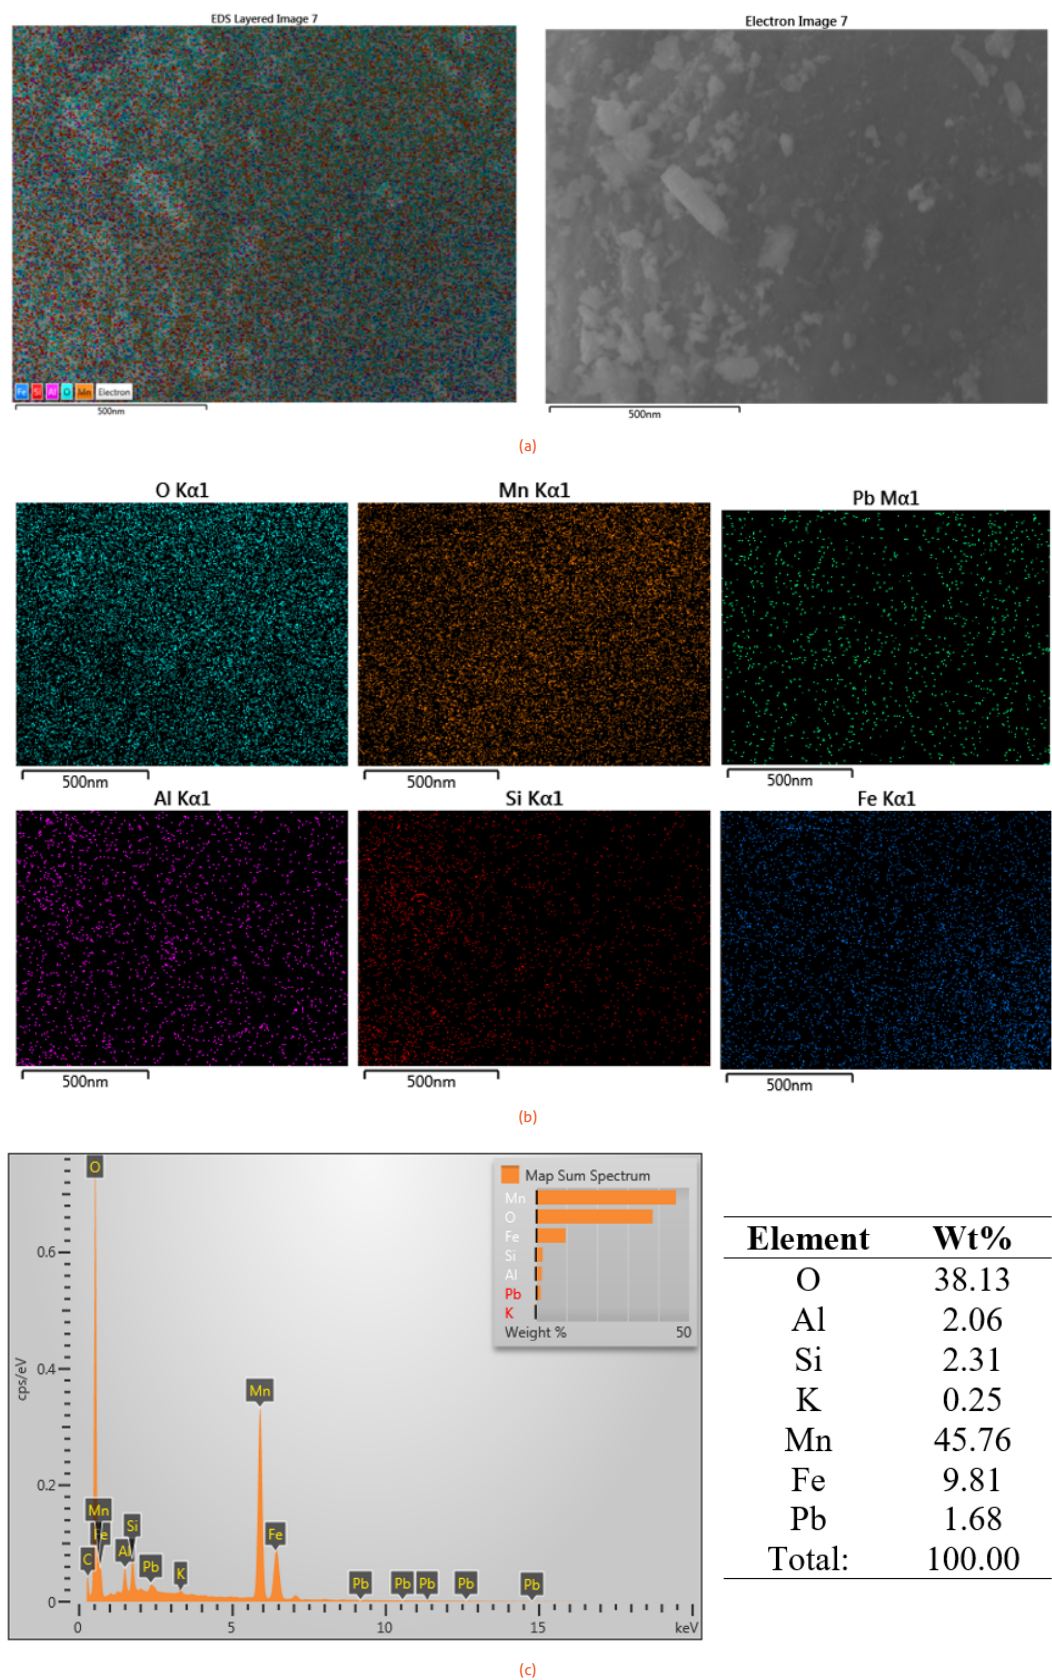 EDS Layered Image 7
Electron Image 7
Fe Si Al O Mn Electron
500nm
500nm
(a)
O Kα1
Mn Kα1
Pb Mα1
500nm
500nm
500nm
Al Kα1
Si Kα1
Fe Kα1
500nm
500nm
500nm
(b)
O
Mn
Fe
C
Al
Si
Pb
K
Mn
Fe
Pb
Pb
Pb
Pb
Pb
0.6
0.4
0.2
0
cps/eV
0
5
10
15
keV
Map Sum Spectrum
Mn
O
Fe
Si
Al
Pb
K
Weight % 50
Element Wt%
O 38.13
Al 2.06
Si 2.31
K 0.25
Mn 45.76
Fe 9.81
Pb 1.68
Total: 100.00
(c)